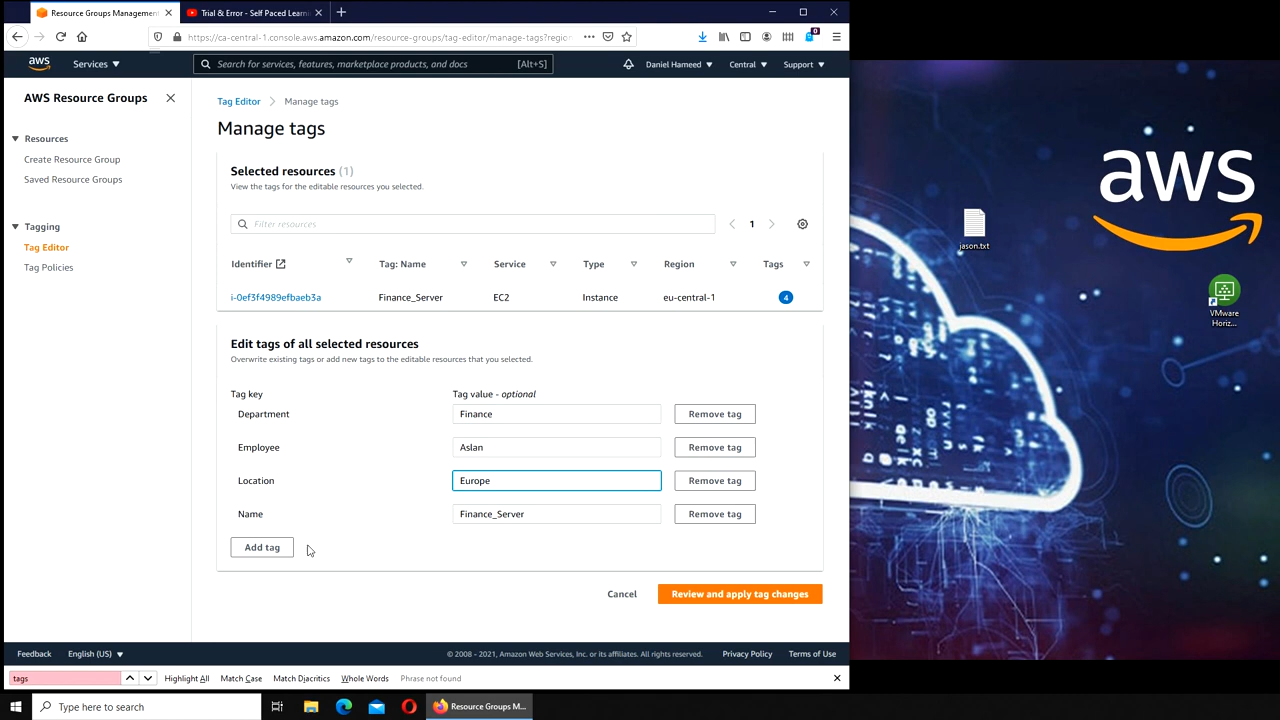 Resource Groups Management
Trial & Error - Self Paced Learni
https://ca-central-1.console.aws.amazon.com/resource-groups/tag-editor/manage-tags?region
0
aws
Services
Search for services, features, marketplace products, and docs
[Alt+S]
Daniel Hameed
Central
Support
AWS Resource Groups
Resources
Create Resource Group
Saved Resource Groups
Tagging
Tag Editor
Tag Policies
Tag Editor
Manage tags
Manage tags
Selected resources (1)
View the tags for the editable resources you selected.
Filter resources
1
Identifier
Tag: Name
Service
Type
Region
Tags
i-0ef3f4989efbaeb3a
Finance_Server
EC2
Instance
eu-central-1
4
Edit tags of all selected resources
Overwrite existing tags or add new tags to the editable resources that you selected.
Tag key
Tag value - optional
Department
Finance
Remove tag
Employee
Aslan
Remove tag
Location
Europe
Remove tag
Name
Finance_Server
Remove tag
Add tag
Cancel
Review and apply tag changes
Feedback
English (US)
© 2008 - 2021, Amazon Web Services, Inc. or its affiliates. All rights reserved.
Privacy Policy
Terms of Use
tags
Highlight All
Match Case
Match Diacritics
Whole Words
Phrase not found
Type here to search
Resource Groups M...
aws
jason.txt
VMware
Horiz...